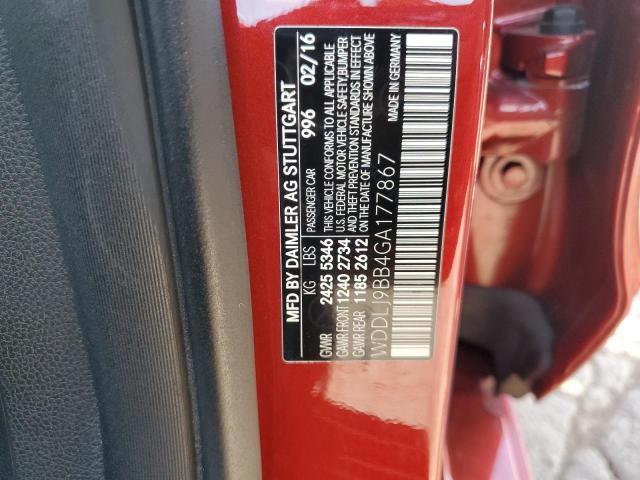 MFD BY DAIMLER AG STUTTGART
KG LBS PASSENGER CAR 996 02/16
GVWR 2425 5346 THIS VEHICLE CONFORMS TO ALL APPLICABLE
GAWR FRONT 1240 2734 U.S. FEDERAL MOTOR VEHICLE SAFETY,BUMPER
GAWR REAR 1185 2612 AND THEFT PREVENTION STANDARDS IN EFFECT
ON THE DATE OF MANUFACTURE SHOWN ABOVE
WDDLJ9BB4GA177867 MADE IN GERMANY